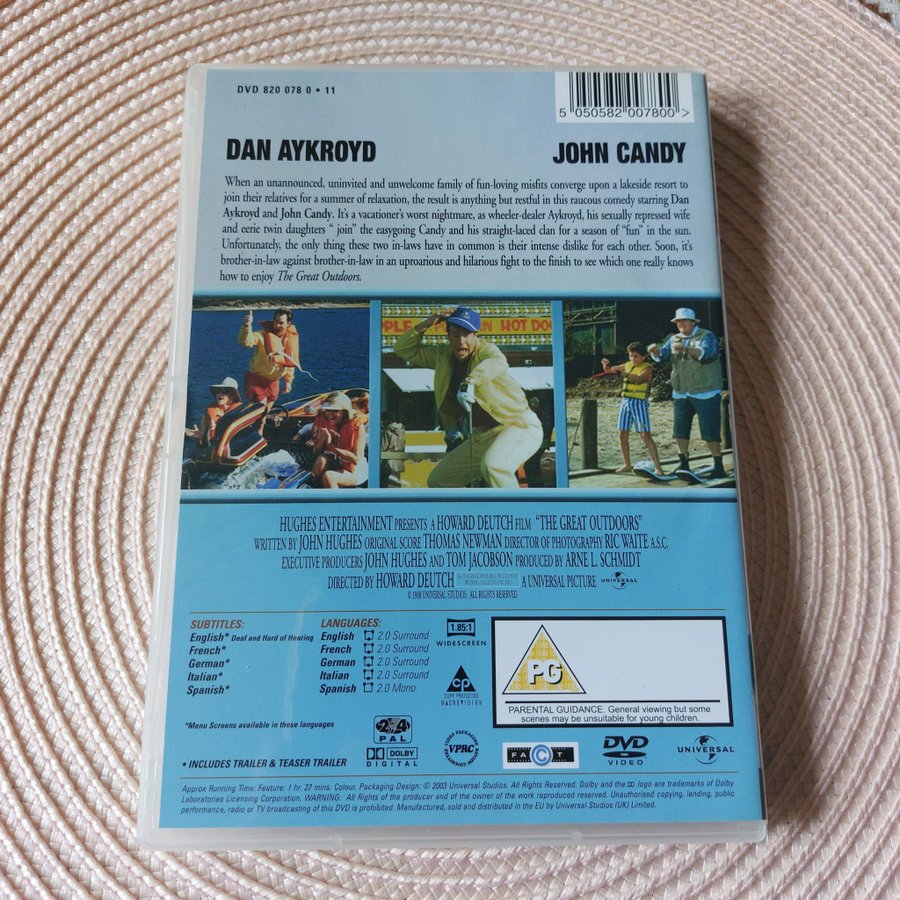 DVD 820 078 0 • 11
5 050582 007800 >
DAN AYKROYD
JOHN CANDY
When an unannounced, uninvited and unwelcome family of fun-loving misfits converge upon a lakeside resort to
join their relatives for a summer of relaxation, the result is anything but restful in this raucous comedy starring Dan
Aykroyd and John Candy. It's a vacationer's worst nightmare, as wheeler-dealer Aykroyd, his sexually repressed wife
and eerie twin daughters " join" the easygoing Candy and his straight-laced clan for a season of "fun" in the sun.
Unfortunately, the only thing these two in-laws have in common is their intense dislike for each other. Soon, it's
brother-in-law against brother-in-law in an uproarious and hilarious fight to the finish to see which one really knows
how to enjoy The Great Outdoors.
HOT
HUGHES ENTERTAINMENT PRESENTS A HOWARD DEUTCH FILM "THE GREAT OUTDOORS"
WRITTEN BY JOHN HUGHES ORIGINAL SCORE THOMAS NEWMAN DIRECTOR OF PHOTOGRAPHY RIC WAITE A.S.C.
EXECUTIVE PRODUCERS JOHN HUGHES AND TOM JACOBSON PRODUCED BY ARNE L. SCHMIDT
DIRECTED BY HOWARD DEUTCH A UNIVERSAL PICTURE UNIVERSAL
© 1988 UNIVERSAL STUDIOS. ALL RIGHTS RESERVED
SUBTITLES:
English* Deaf and Hard of Hearing
French*
German*
Italian*
Spanish*
*Menu Screens available in these languages
• INCLUDES TRAILER & TEASER TRAILER
LANGUAGES:
English 2.0 Surround
French 2.0 Surround
German 2.0 Surround
Italian 2.0 Surround
Spanish 2.0 Mono
1.85:1
WIDESCREEN
CP
COPY PROTECTED
MACROVISION
2 4
PAL
DOLBY
DIGITAL
VIDEO PACKAGING REVIEW COMMITTEE
VPRC
PG
PARENTAL GUIDANCE. General viewing but some
scenes may be unsuitable for young children.
FACT
DVD
VIDEO
UNIVERSAL
Approx Running Time: Feature: 1 hr. 27 mins. Colour. Packaging Design: © 2003 Universal Studios. All Rights Reserved. Dolby and the logo are trademarks of Dolby
Laboratories Licensing Corporation. WARNING: All Rights of the producer and of the owner of the work reproduced reserved. Unauthorised copying, lending, public
performance, radio or TV broadcasting of this DVD is prohibited. Manufactured, sold and distributed in the EU by Universal Studios (UK) Limited.